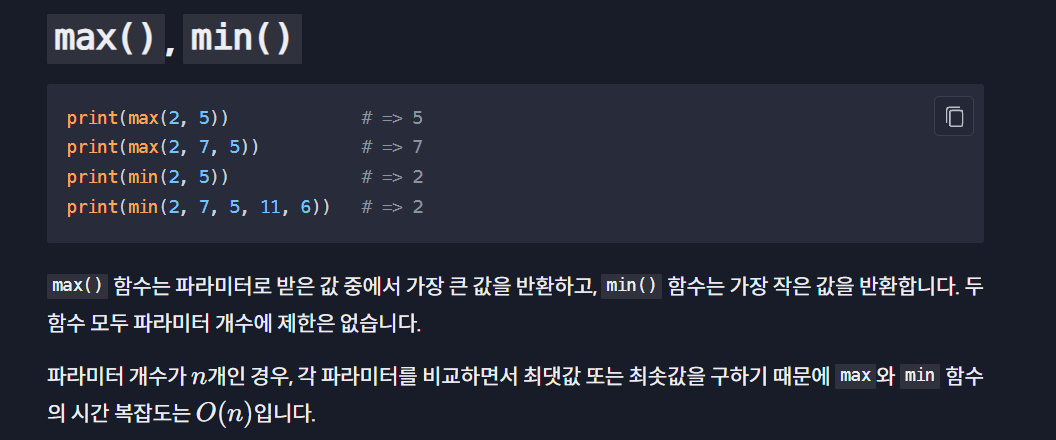 max(), min()
print(max(2, 5))             # => 5
print(max(2, 7, 5))          # => 7
print(min(2, 5))             # => 2
print(min(2, 7, 5, 11, 6))   # => 2
max() 함수는 파라미터로 받은 값 중에서 가장 큰 값을 반환하고, min() 함수는 가장 작은 값을 반환합니다. 두
함수 모두 파라미터 개수에 제한은 없습니다.
파라미터 개수가 n개인 경우, 각 파라미터를 비교하면서 최댓값 또는 최솟값을 구하기 때문에 max와 min 함수
의 시간 복잡도는 O(n)입니다.